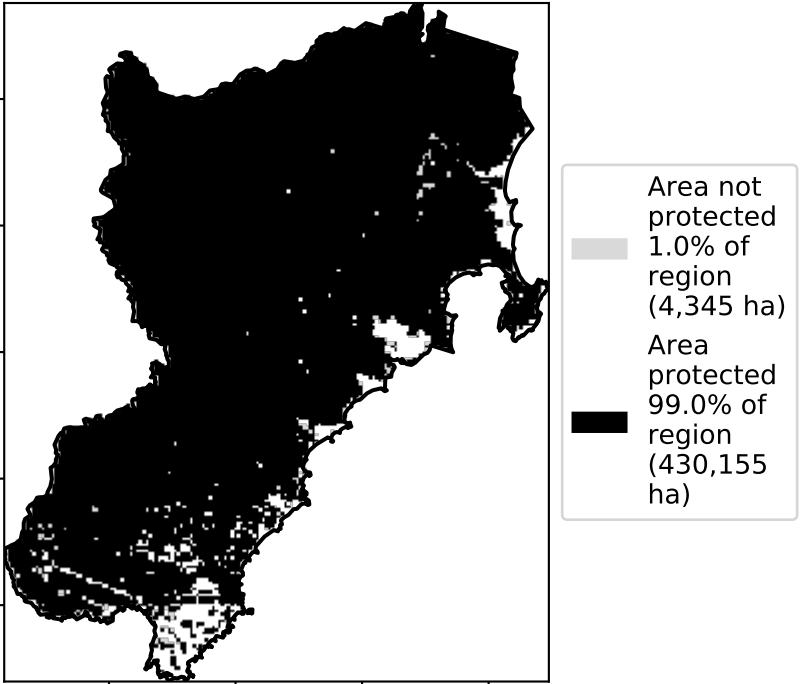 Area not
protected
1.0% of
region
(4,345 ha)
Area
protected
99.0% of
region
(430,155
ha)